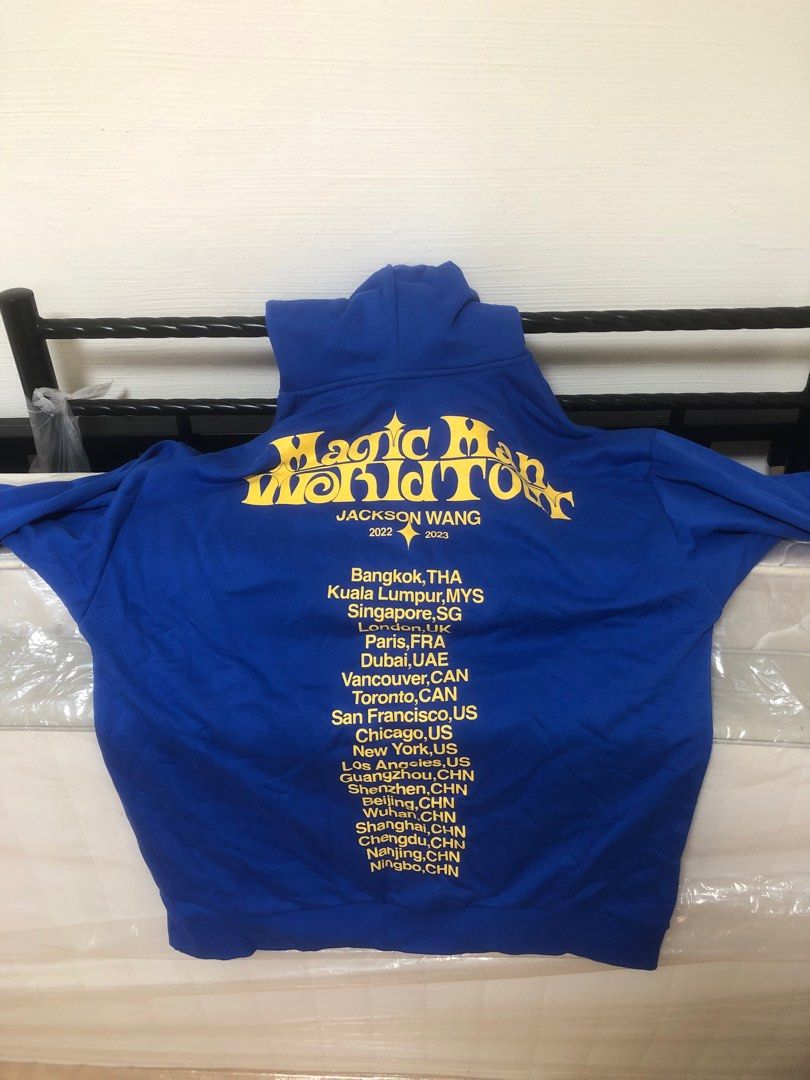 Magic Man
World Tour
JACKSON WANG
2022 2023
Bangkok,THA
Kuala Lumpur,MYS
Singapore,SG
London,UK
Paris,FRA
Dubai,UAE
Vancouver,CAN
Toronto,CAN
San Francisco,US
Chicago,US
New York,US
Los Angeles,US
Guangzhou,CHN
Shenzhen,CHN
Beijing,CHN
Wuhan,CHN
Shanghai,CHN
Chengdu,CHN
Nanjing,CHN
Ningbo,CHN